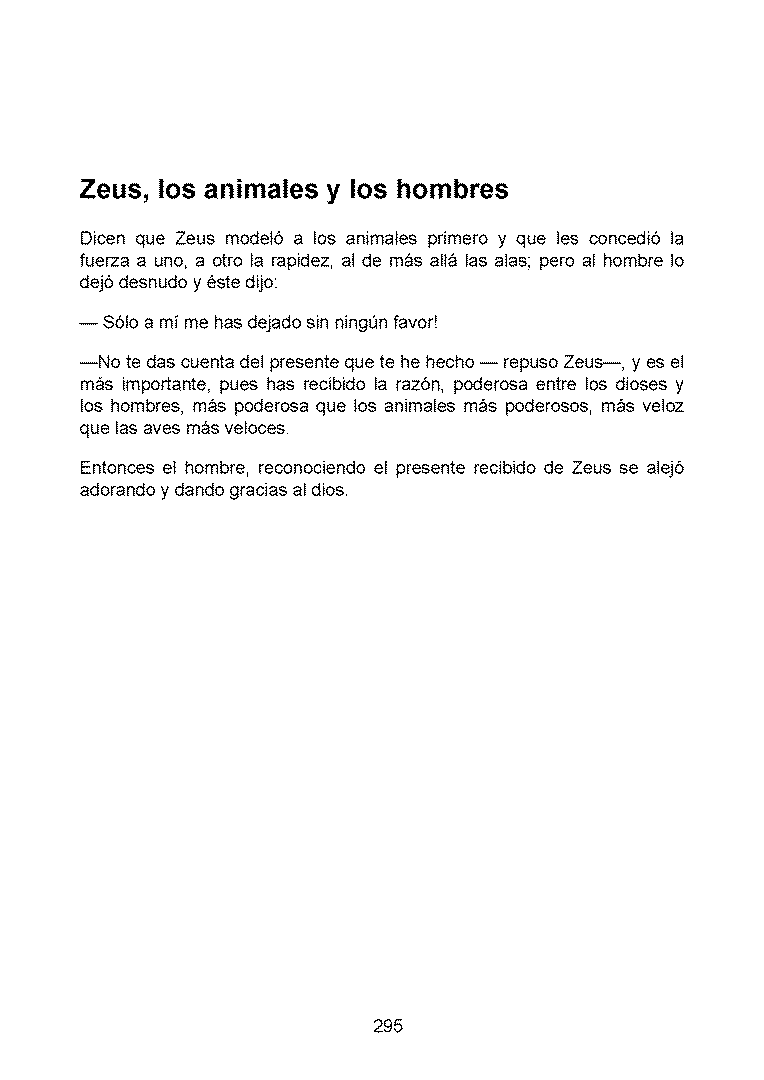 Zeus, los animales y los hombres
Dicen que Zeus modeló a los animales primero y que les concedió la
fuerza a uno, a otro la rapidez, al de más allá las alas; pero al hombre lo
dejó desnudo y éste dijo:
— Sólo a mí me has dejado sin ningún favor!
—No te das cuenta del presente que te he hecho — repuso Zeus—, y es el
más importante, pues has recibido la razón, poderosa entre los dioses y
los hombres, más poderosa que los animales más poderosos, más veloz
que las aves más veloces.
Entonces el hombre, reconociendo el presente recibido de Zeus se alejó
adorando y dando gracias al dios.
295